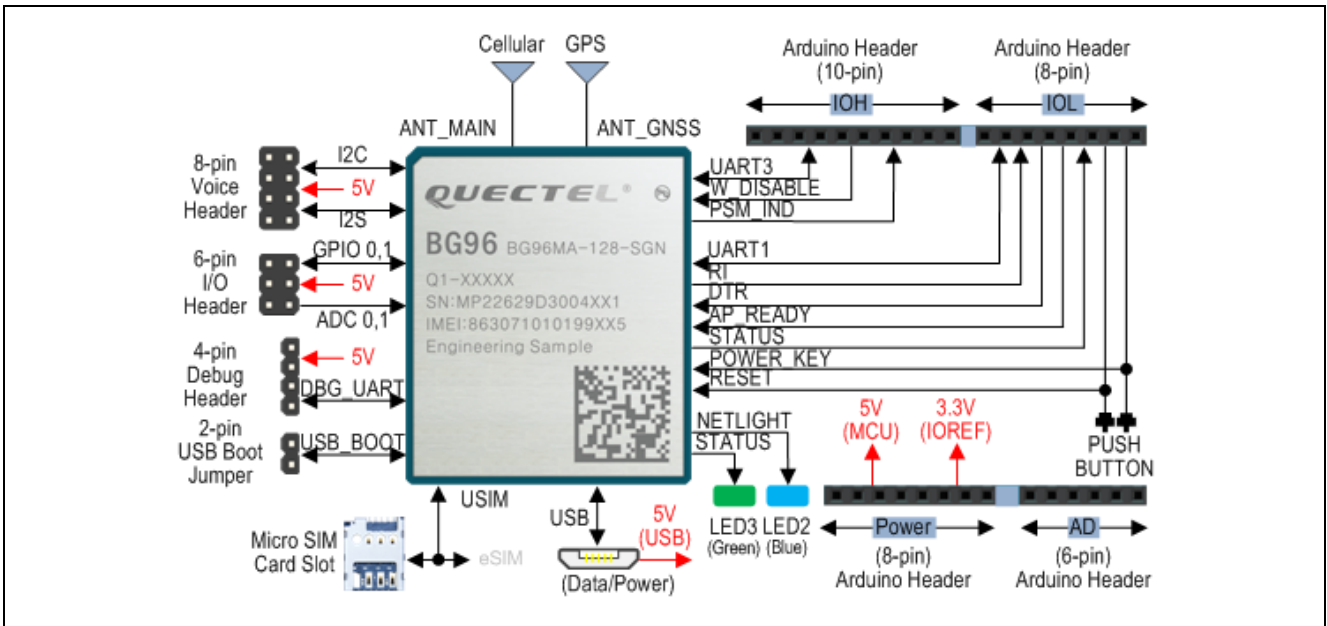 Cellular GPS
Arduino Header
(10-pin)
Arduino Header
(8-pin)
IOH
IOL
ANT_MAIN
ANT_GNSS
8-pin
Voice
Header
I2C
5V
I2S
6-pin
I/O
Header
GPIO 0,1
5V
ADC 0,1
4-pin
Debug
Header
5V
DBG_UART
2-pin
USB Boot
Jumper
USB_BOOT
QUECTEL®
BG96 BG96MA-128-SGN
Q1-XXXXX
SN:MP22629D3004XX1
IMEI:863071010199XX5
Engineering Sample
UART3
W_DISABLE
PSM_IND
UART1
RI
DTR
AP_READY
STATUS
POWER_KEY
RESET
NETLIGHT
STATUS
5V
(MCU)
3.3V
(IOREF)
PUSH
BUTTON
USIM
Micro SIM
Card Slot
eSIM
USB
5V
(USB)
(Data/Power)
LED3
(Green)
LED2
(Blue)
Power
(8-pin)
Arduino Header
AD
(6-pin)
Arduino Header